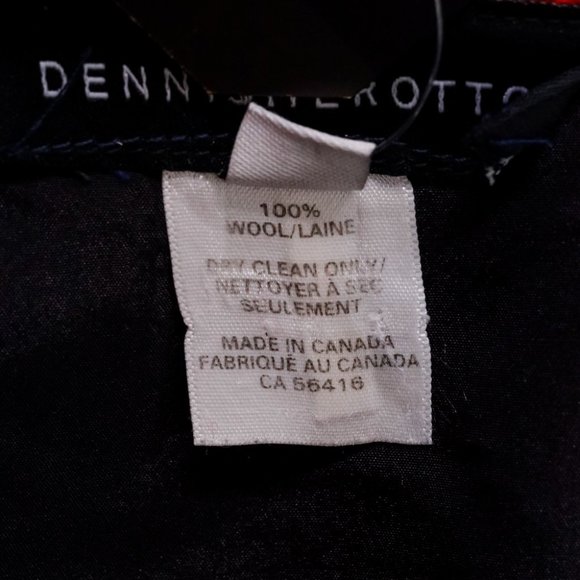 100%
WOOL/LAINE
DRY CLEAN ONLY/
NETTOYER À SEC
SEULEMENT
MADE IN CANADA
FABRIQUÉ AU CANADA
CA 56416